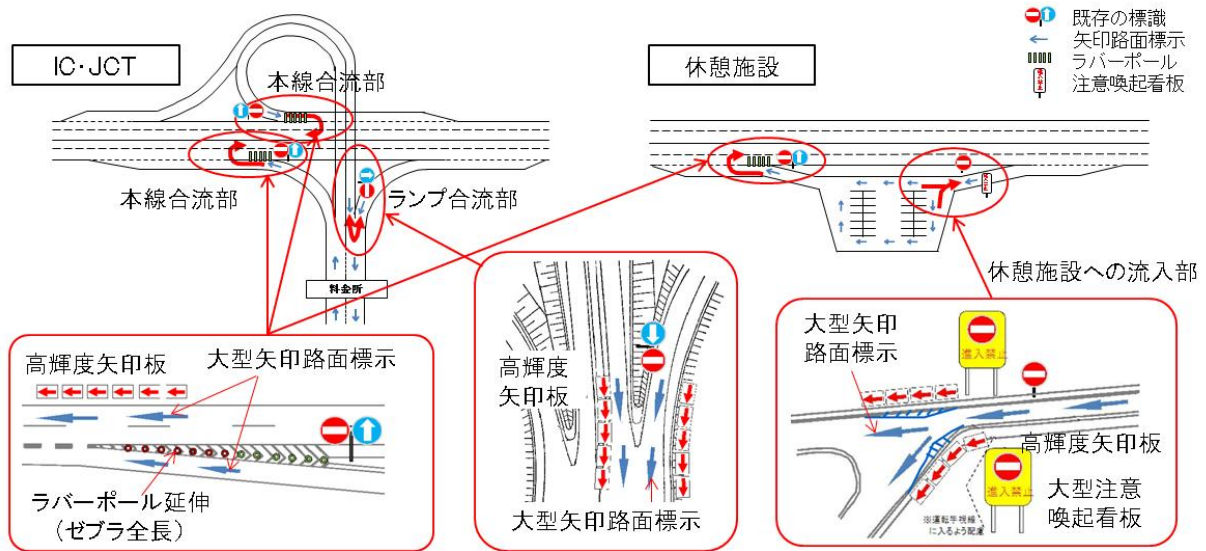 IC・JCT
本線合流部
本線合流部
ランプ合流部
料金所
休憩施設
既存の標識
矢印路面標示
ラバーポール
注意喚起看板
休憩施設への流入部
高輝度矢印板
大型矢印路面標示
ラバーポール延伸
(ゼブラ全長)
高輝度
矢印板
大型矢印路面標示
大型矢印
路面標示
進入禁止
高輝度矢印板
進入禁止
大型注意
喚起看板
※運転手視線
に入るよう配慮